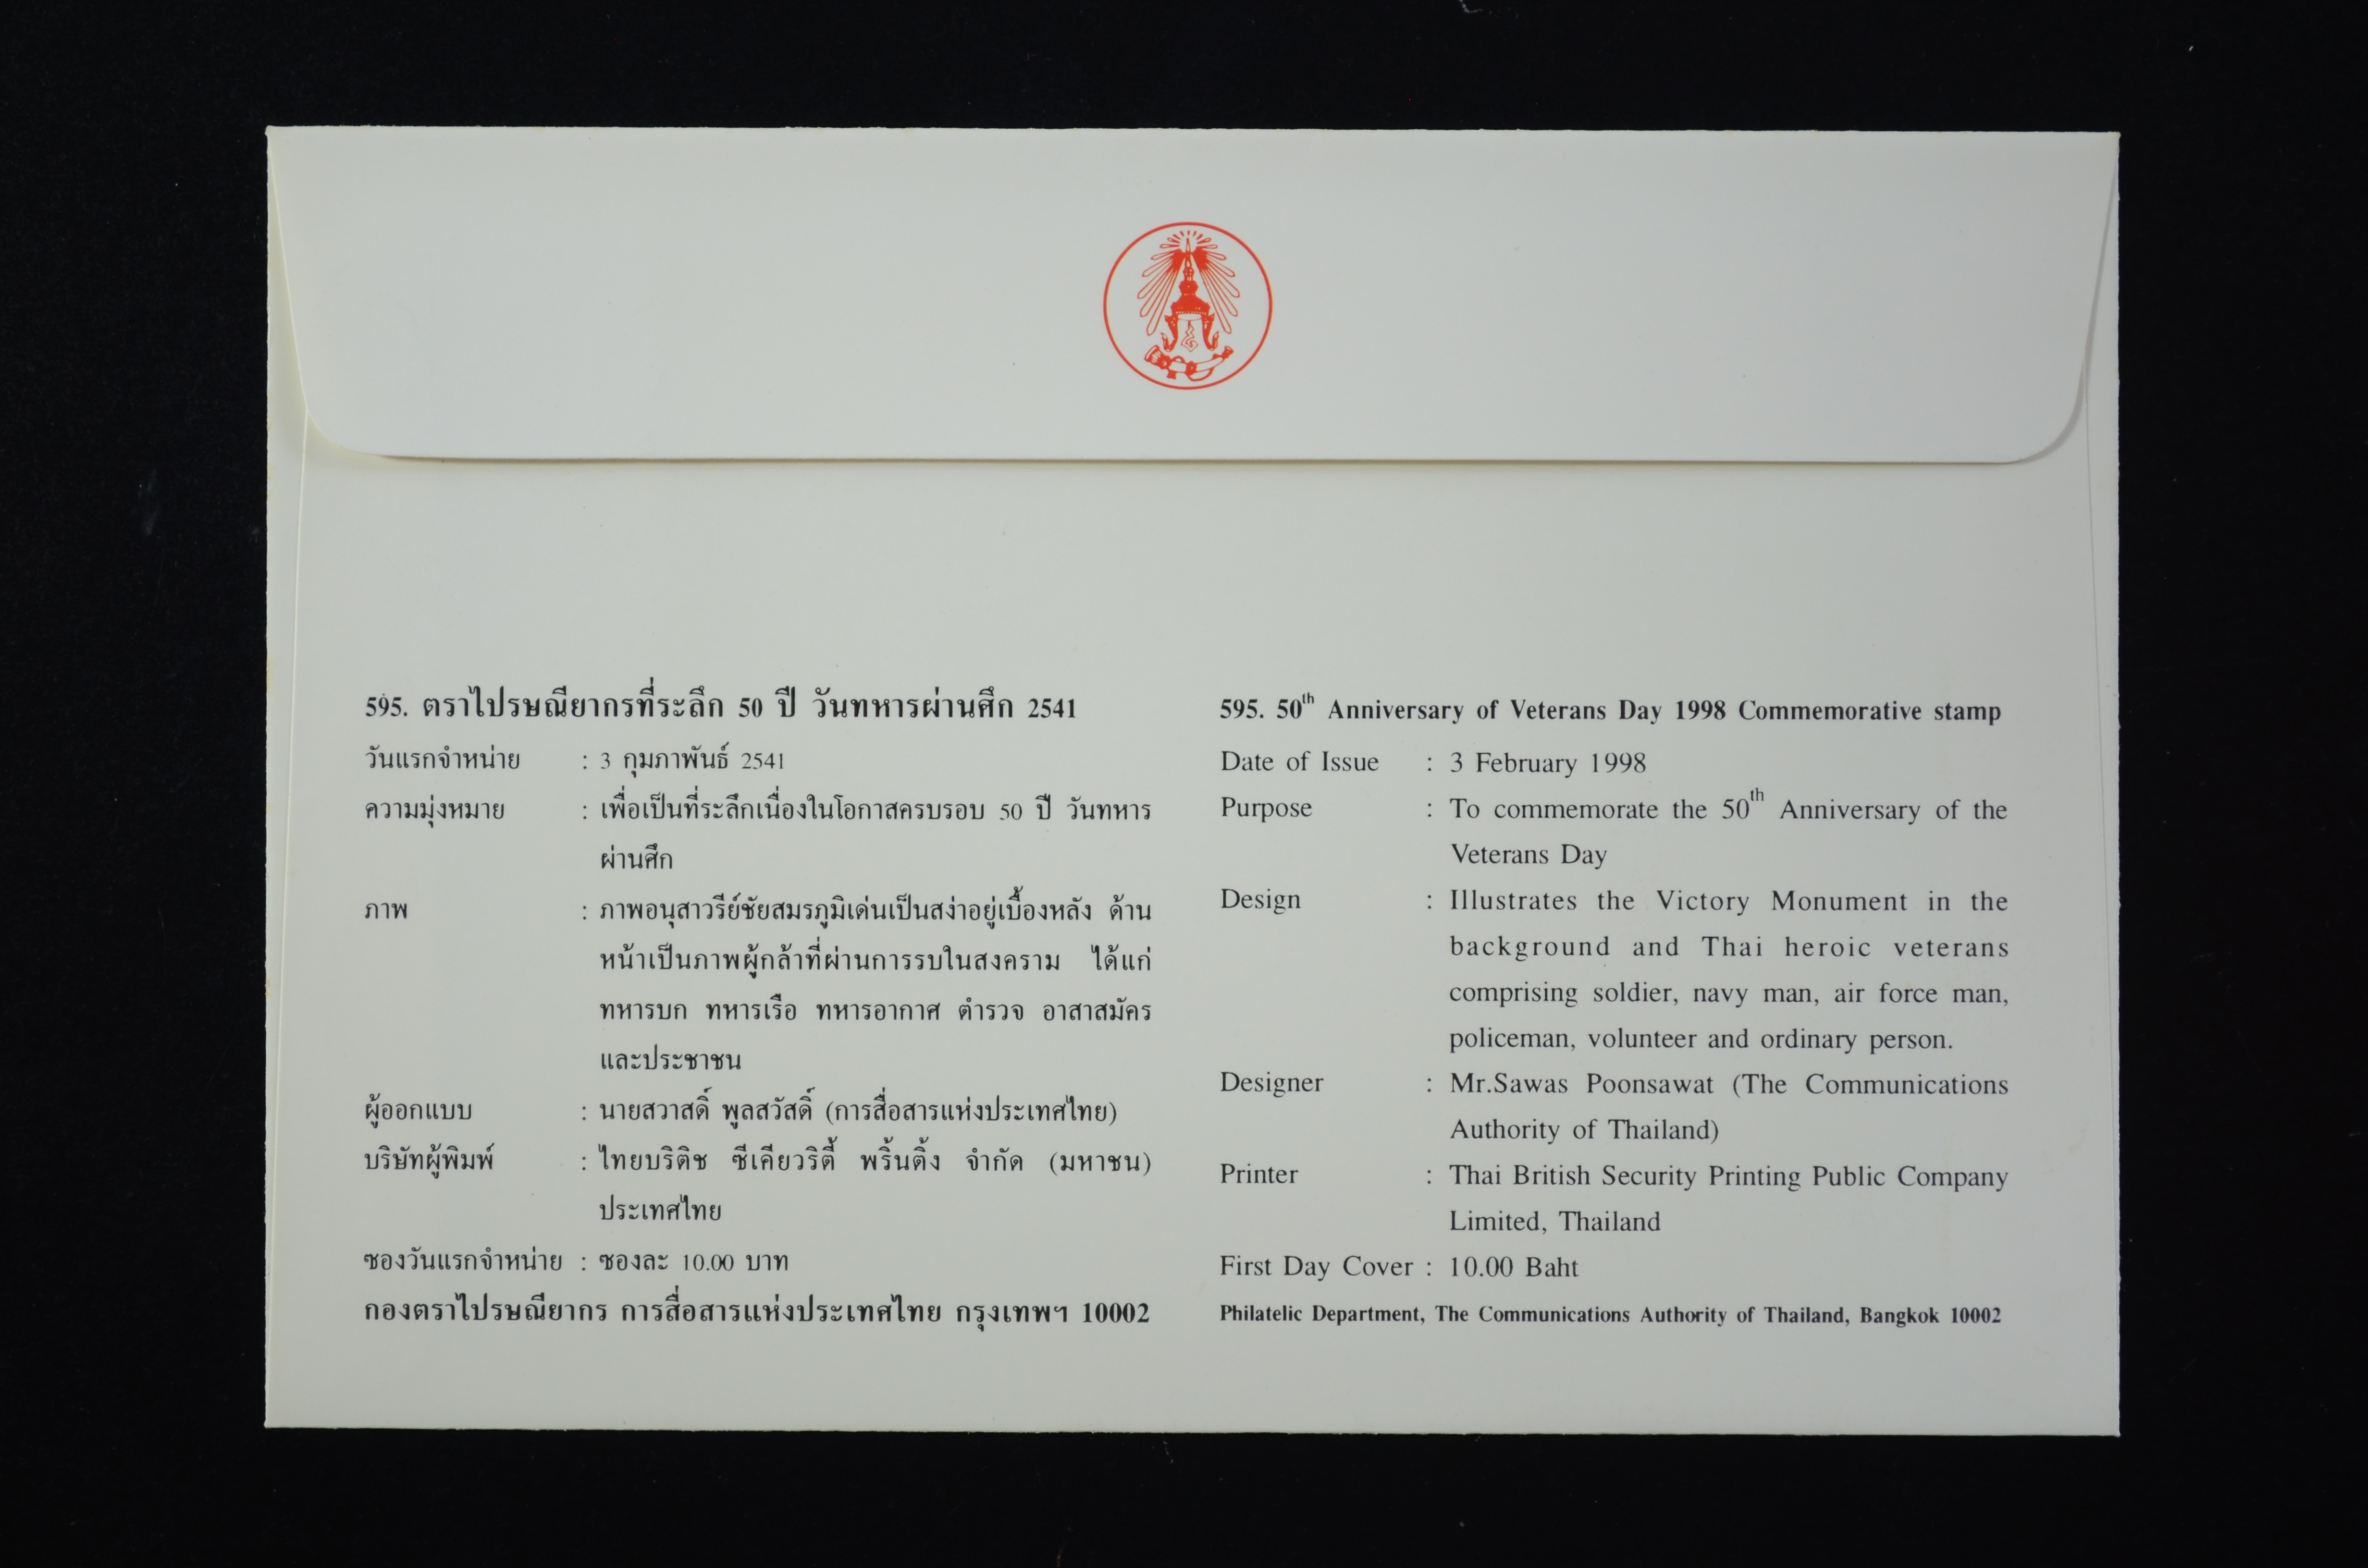 595. ตราไปรษณียากรที่ระลึก 50 ปี วันทหารผ่านศึก 2541
วันแรกจำหน่าย : 3 กุมภาพันธ์ 2541
ความมุ่งหมาย : เพื่อเป็นที่ระลึกเนื่องในโอกาสครบรอบ 50 ปี วันทหาร
ผ่านศึก
ภาพ : ภาพอนุสาวรีย์ชัยสมรภูมิเด่นเป็นสง่าอยู่เบื้องหลัง ด้าน
หน้าเป็นภาพผู้กล้าที่ผ่านการรบในสงคราม ได้แก่
ทหารบก ทหารเรือ ทหารอากาศ ตำรวจ อาสาสมัคร
และประชาชน
ผู้ออกแบบ : นายสวาสดิ์ พูลสวัสดิ์ (การสื่อสารแห่งประเทศไทย)
บริษัทผู้พิมพ์ : ไทยบริติช ซีเคียวริตี้ พริ้นติ้ง จำกัด (มหาชน)
ประเทศไทย
ซองวันแรกจำหน่าย : ซองละ 10.00 บาท
กองตราไปรษณียากร การสื่อสารแห่งประเทศไทย กรุงเทพฯ 10002
595. 50th Anniversary of Veterans Day 1998 Commemorative stamp
Date of Issue : 3 February 1998
Purpose : To commemorate the 50th Anniversary of the
Veterans Day
Design : Illustrates the Victory Monument in the
background and Thai heroic veterans
comprising soldier, navy man, air force man,
policeman, volunteer and ordinary person.
Designer : Mr.Sawas Poonsawat (The Communications
Authority of Thailand)
Printer : Thai British Security Printing Public Company
Limited, Thailand
First Day Cover : 10.00 Baht
Philatelic Department, The Communications Authority of Thailand, Bangkok 10002